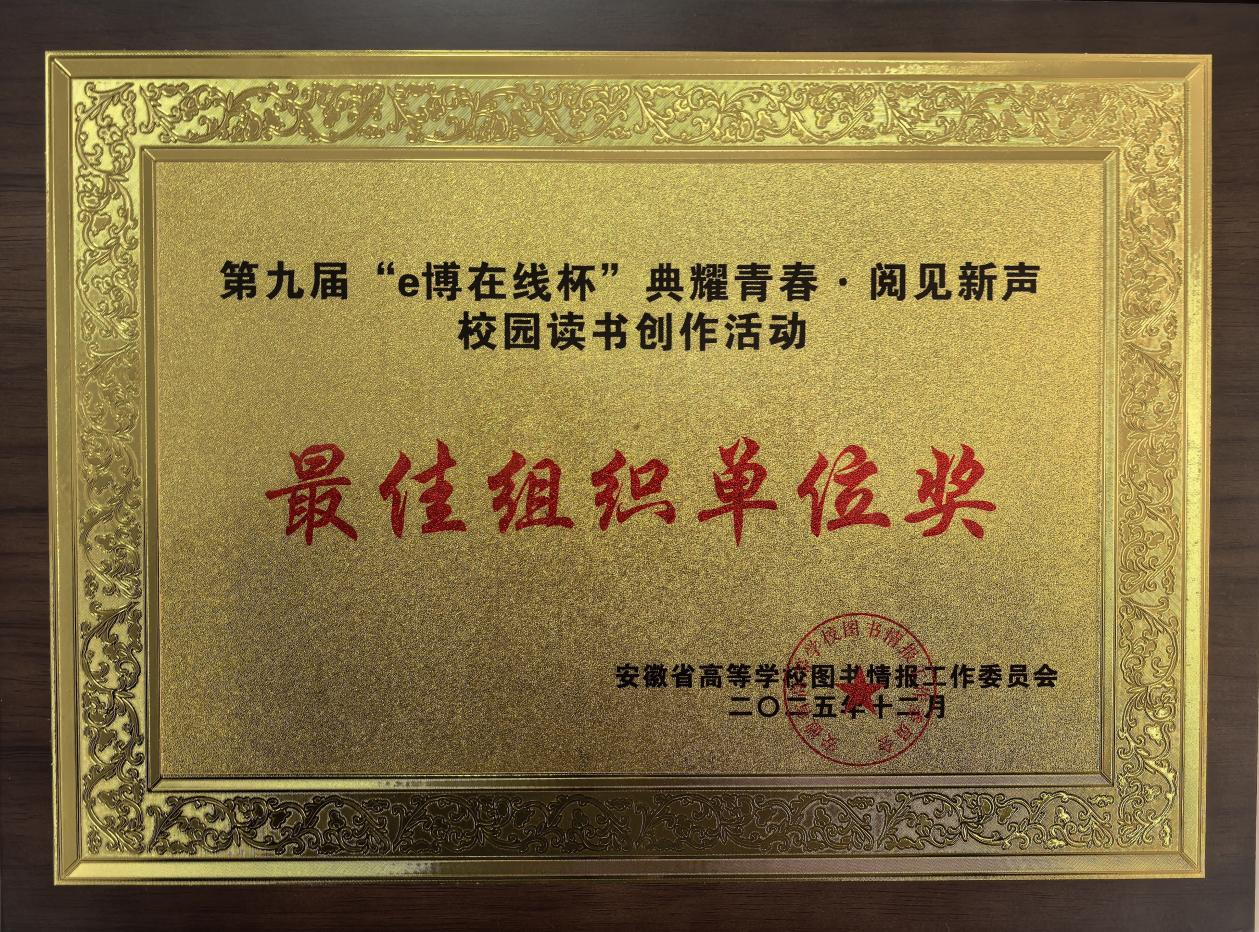 第九届“e博在线杯”典耀青春·阅见新声
校园读书创作活动
最佳组织单位奖
安徽省高等学校图书情报工作委员会
二〇二五年十二月